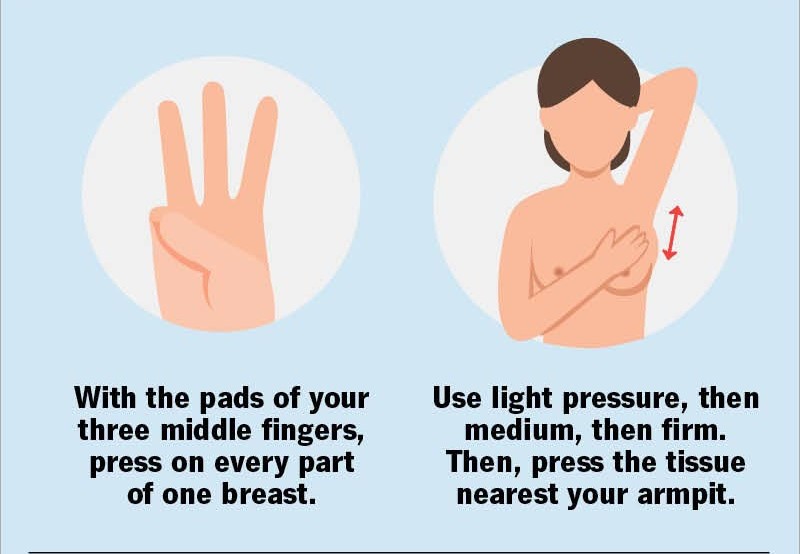 With the pads of your
three middle fingers,
press on every part
of one breast.
Use light pressure, then
medium, then firm.
Then, press the tissue
nearest your armpit.